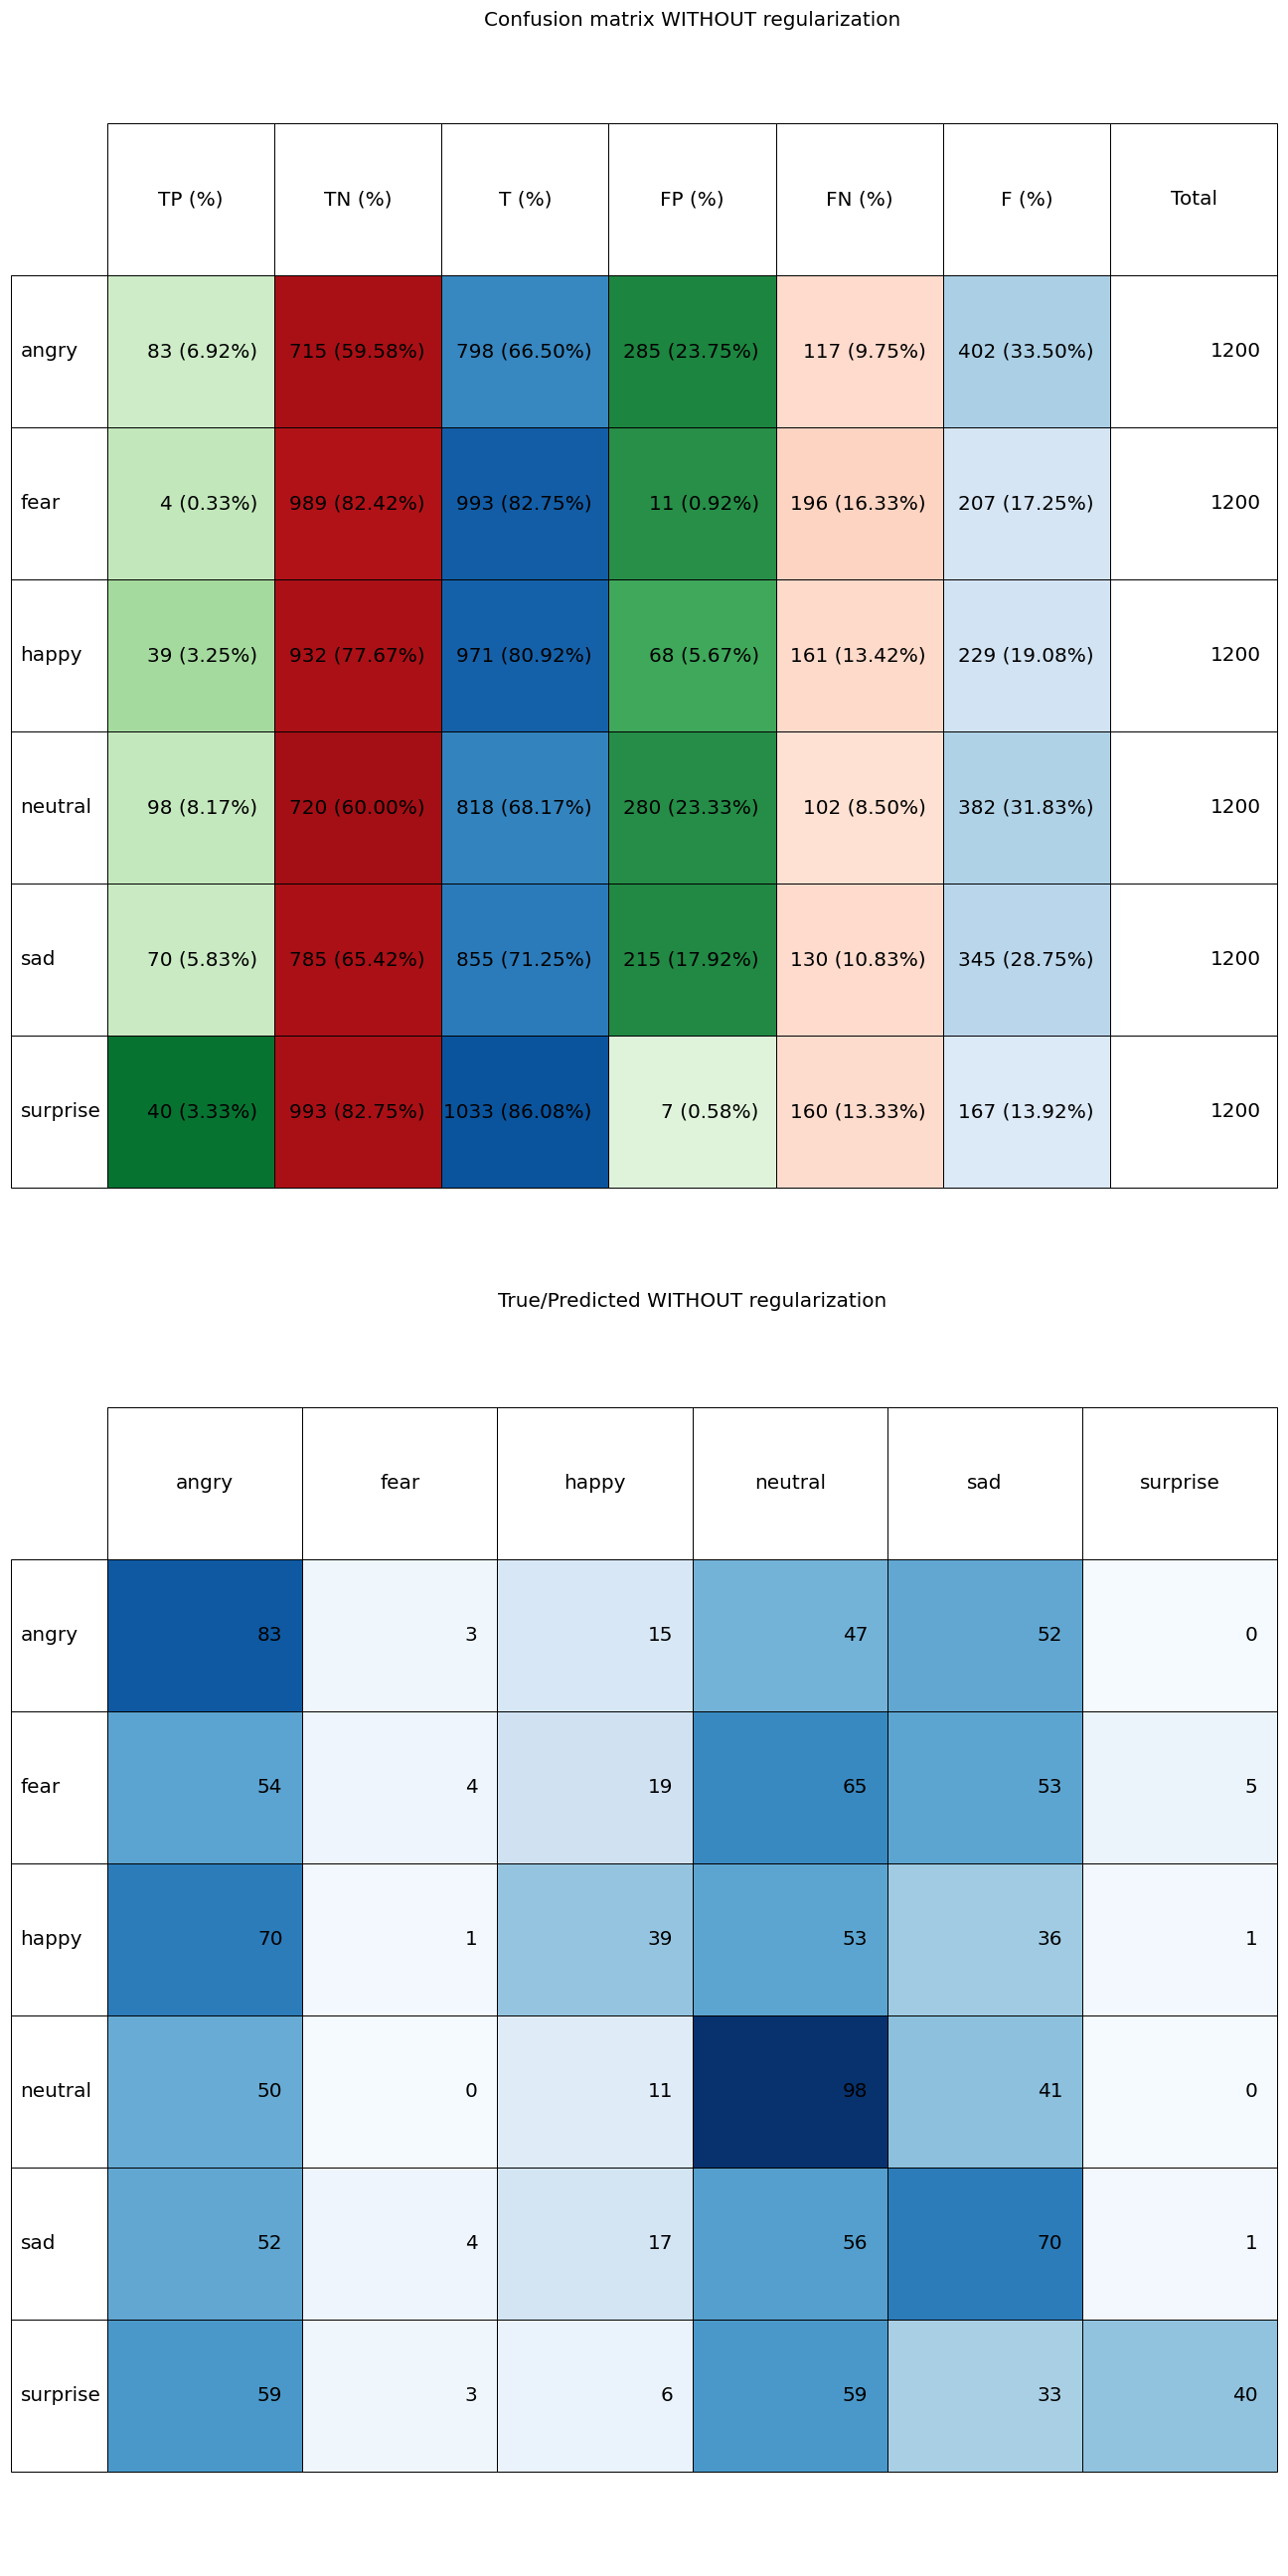 Confusion matrix WITHOUT regularization
TP (%) TN (%) T (%) FP (%) FN (%) F (%) Total
angry 83 (6.92%) 715 (59.58%) 798 (66.50%) 285 (23.75%) 117 (9.75%) 402 (33.50%) 1200
fear 4 (0.33%) 989 (82.42%) 993 (82.75%) 11 (0.92%) 196 (16.33%) 207 (17.25%) 1200
happy 39 (3.25%) 932 (77.67%) 971 (80.92%) 68 (5.67%) 161 (13.42%) 229 (19.08%) 1200
neutral 98 (8.17%) 720 (60.00%) 818 (68.17%) 280 (23.33%) 102 (8.50%) 382 (31.83%) 1200
sad 70 (5.83%) 785 (65.42%) 855 (71.25%) 215 (17.92%) 130 (10.83%) 345 (28.75%) 1200
surprise 40 (3.33%) 993 (82.75%) 1033 (86.08%) 7 (0.58%) 160 (13.33%) 167 (13.92%) 1200
True/Predicted WITHOUT regularization
angry fear happy neutral sad surprise
angry 83 3 15 47 52 0
fear 54 4 19 65 53 5
happy 70 1 39 53 36 1
neutral 50 0 11 98 41 0
sad 52 4 17 56 70 1
surprise 59 3 6 59 33 40